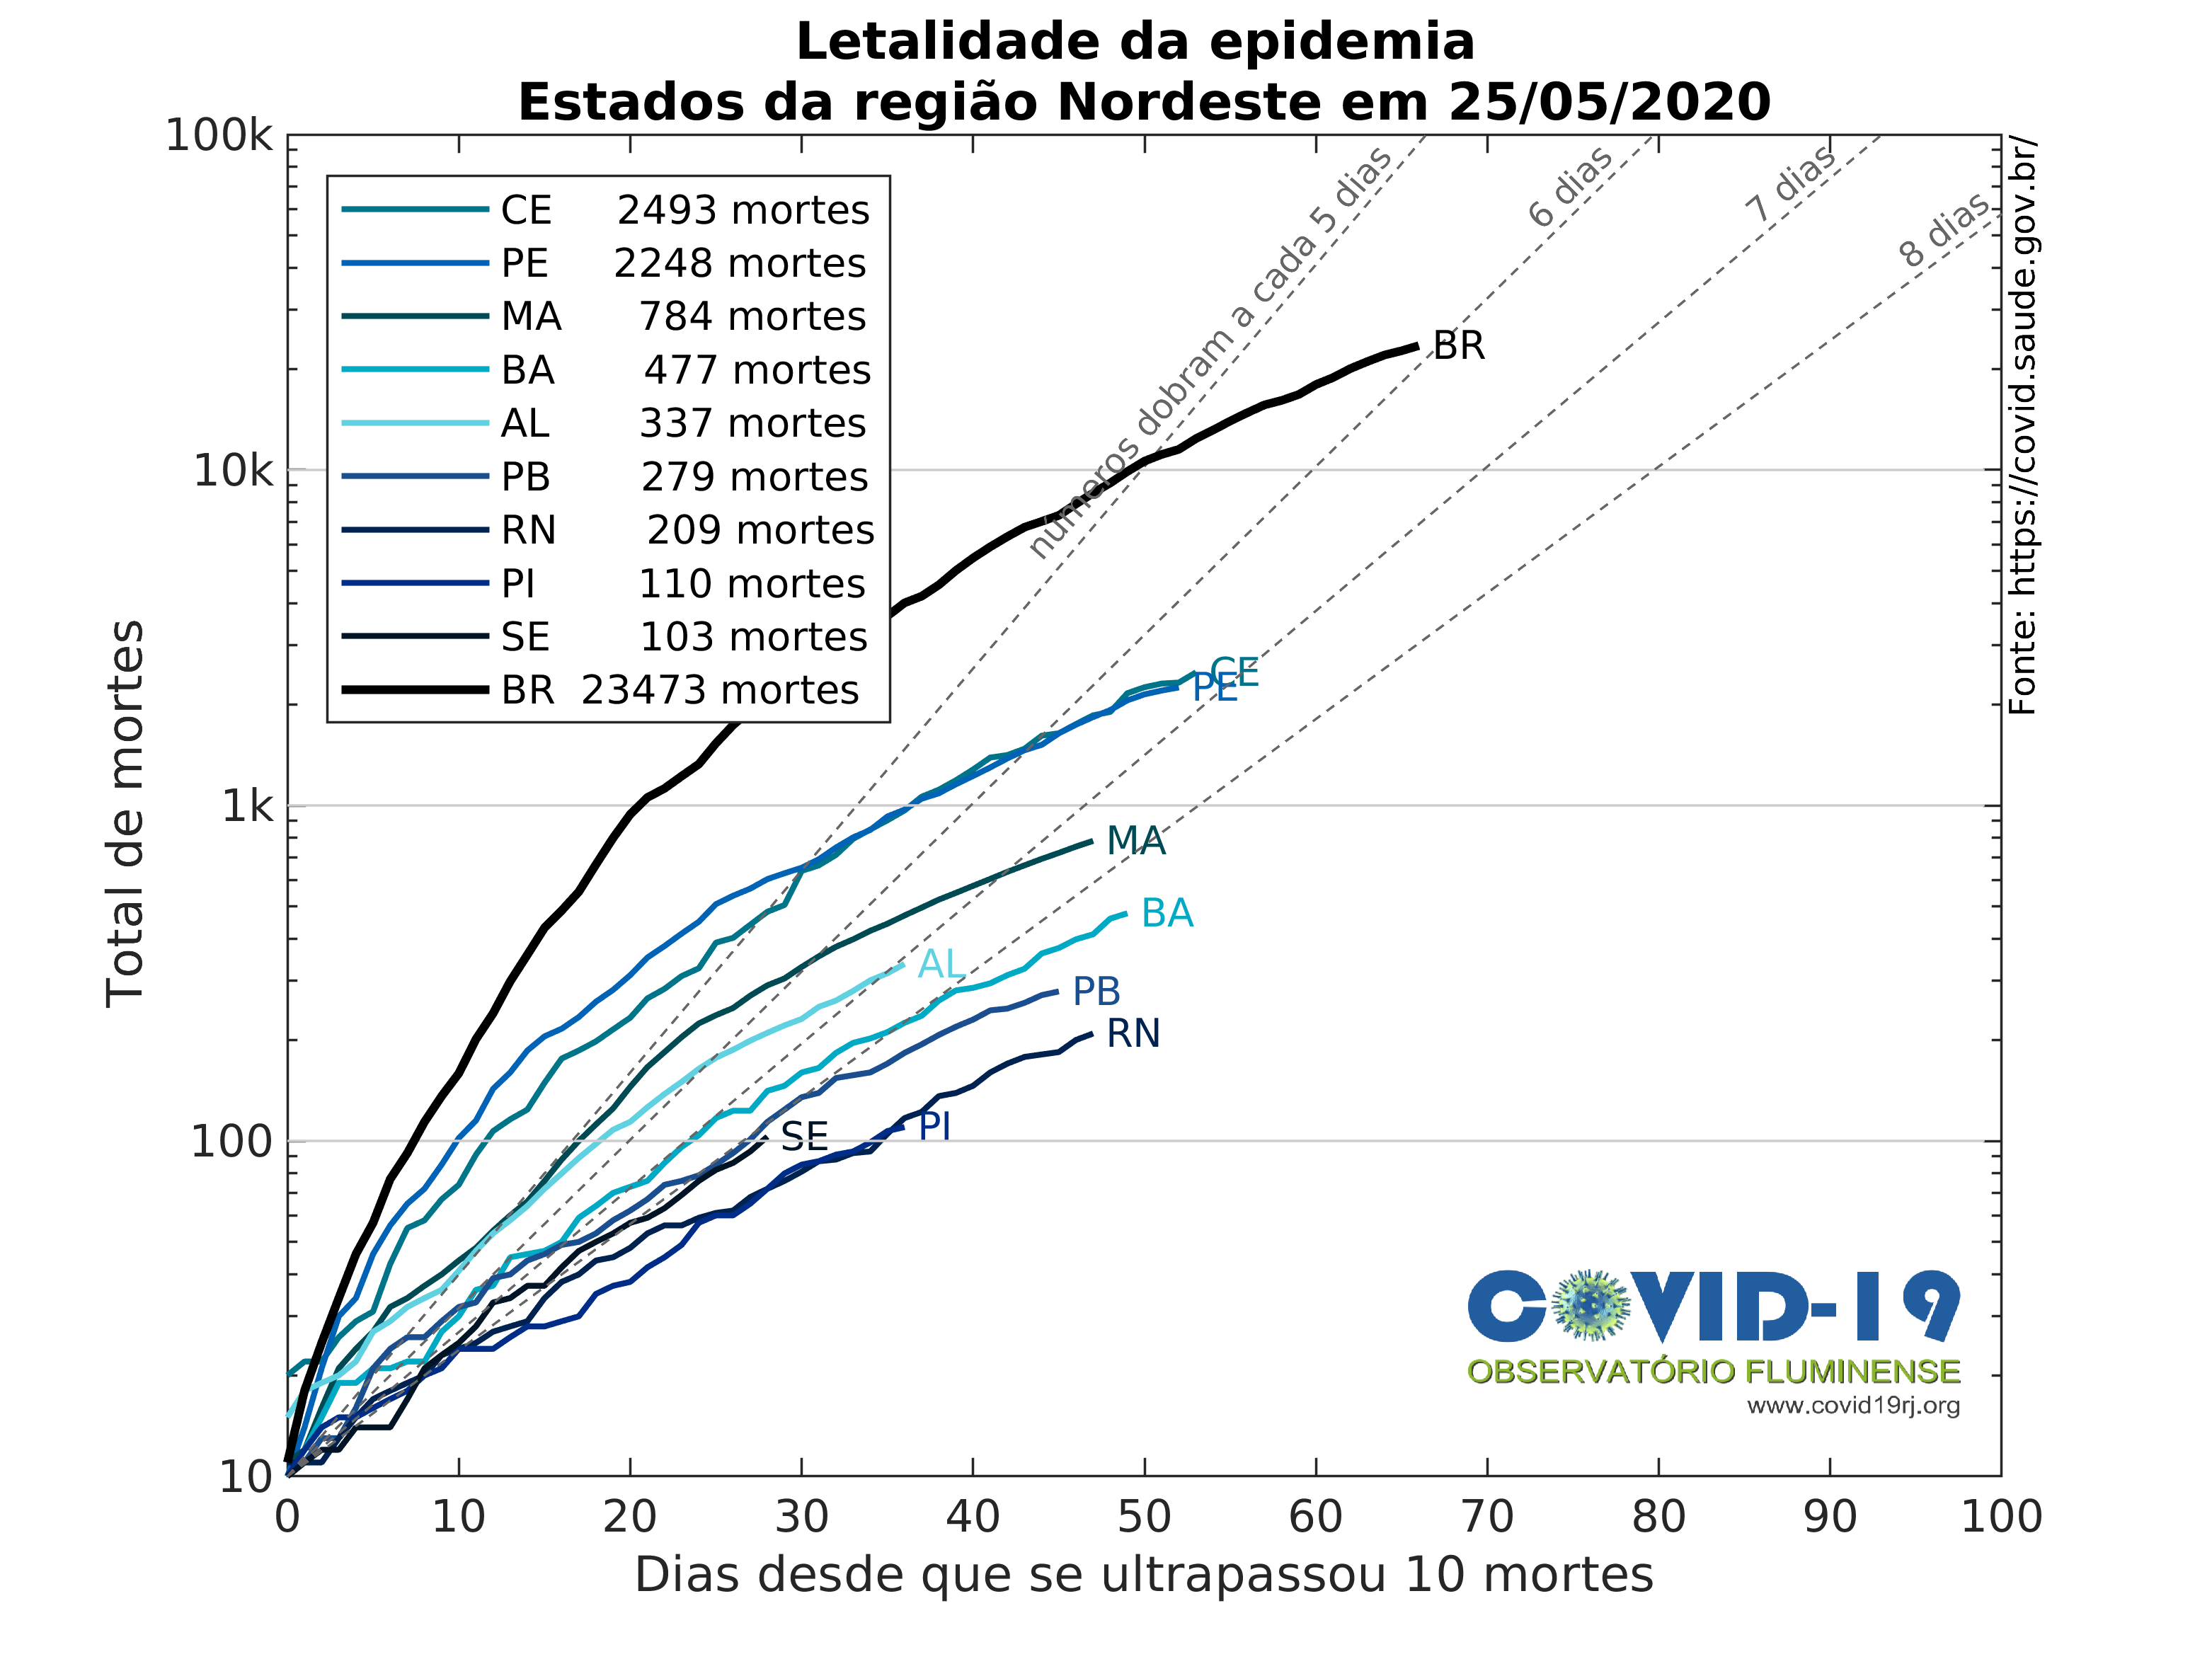 Letalidade da epidemia
Estados da região Nordeste em 25/05/2020
100k
10k
1k
100
10
Total de mortes
CE 2493 mortes
PE 2248 mortes
MA 784 mortes
BA 477 mortes
AL 337 mortes
PB 279 mortes
RN 209 mortes
PI 110 mortes
SE 103 mortes
BR 23473 mortes
numeros dobram a cada 5 dias
6 dias
7 dias
8 dias
BR
CE
PE
MA
BA
AL
PB
RN
PI
SE
Fonte: https://covid.saude.gov.br/
COVID-19
OBSERVATÓRIO FLUMINENSE
www.covid19rj.org
0 10 20 30 40 50 60 70 80 90 100
Dias desde que se ultrapassou 10 mortes